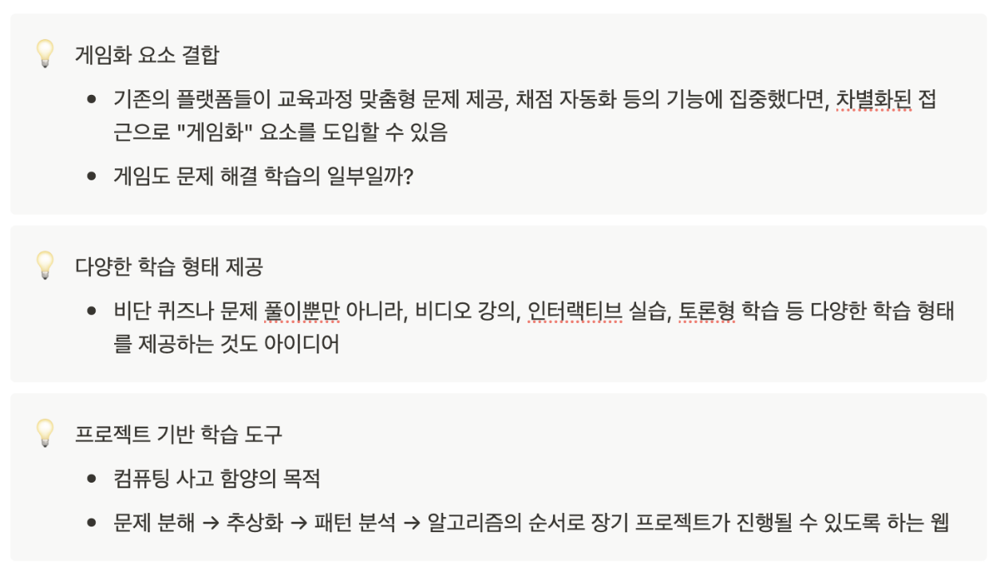 게임화 요소 결합
• 기존의 플랫폼들이 교육과정 맞춤형 문제 제공, 채점 자동화 등의 기능에 집중했다면, 차별화된 접
근으로 "게임화" 요소를 도입할 수 있음
• 게임도 문제 해결 학습의 일부일까?
다양한 학습 형태 제공
• 비단 퀴즈나 문제 풀이뿐만 아니라, 비디오 강의, 인터랙티브 실습, 토론형 학습 등 다양한 학습 형태
를 제공하는 것도 아이디어
프로젝트 기반 학습 도구
• 컴퓨팅 사고 함양의 목적
• 문제 분해 → 추상화 → 패턴 분석 → 알고리즘의 순서로 장기 프로젝트가 진행될 수 있도록 하는 웹